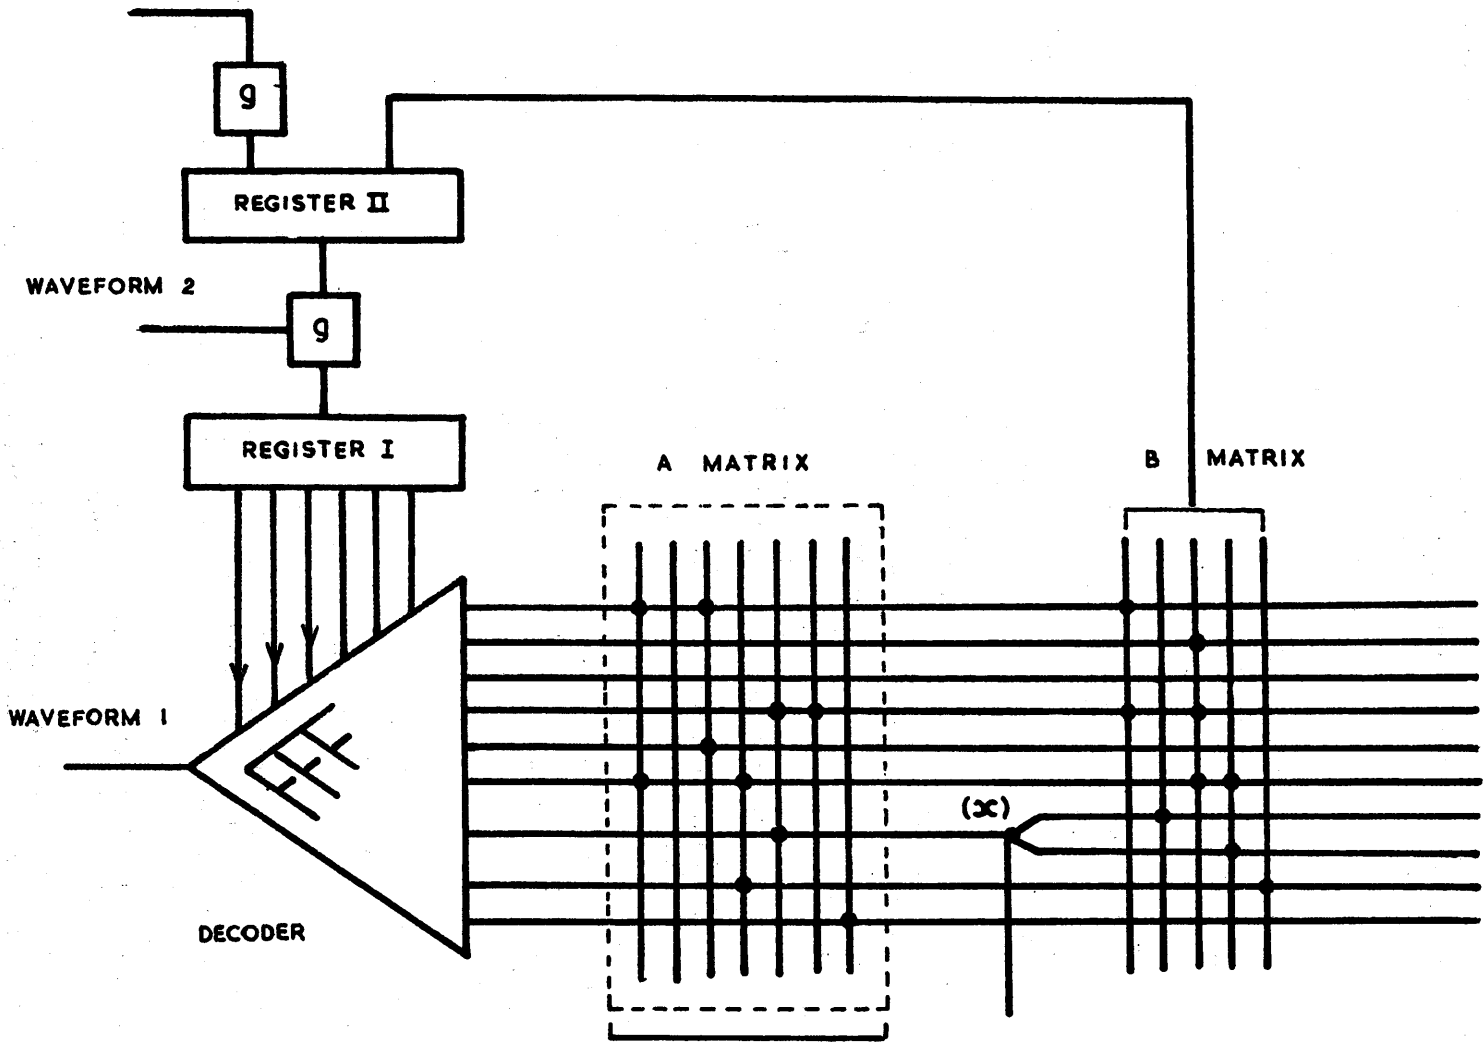 g
REGISTER II
WAVEFORM 2
g
REGISTER I
A MATRIX
B MATRIX
WAVEFORM 1
(x)
DECODER